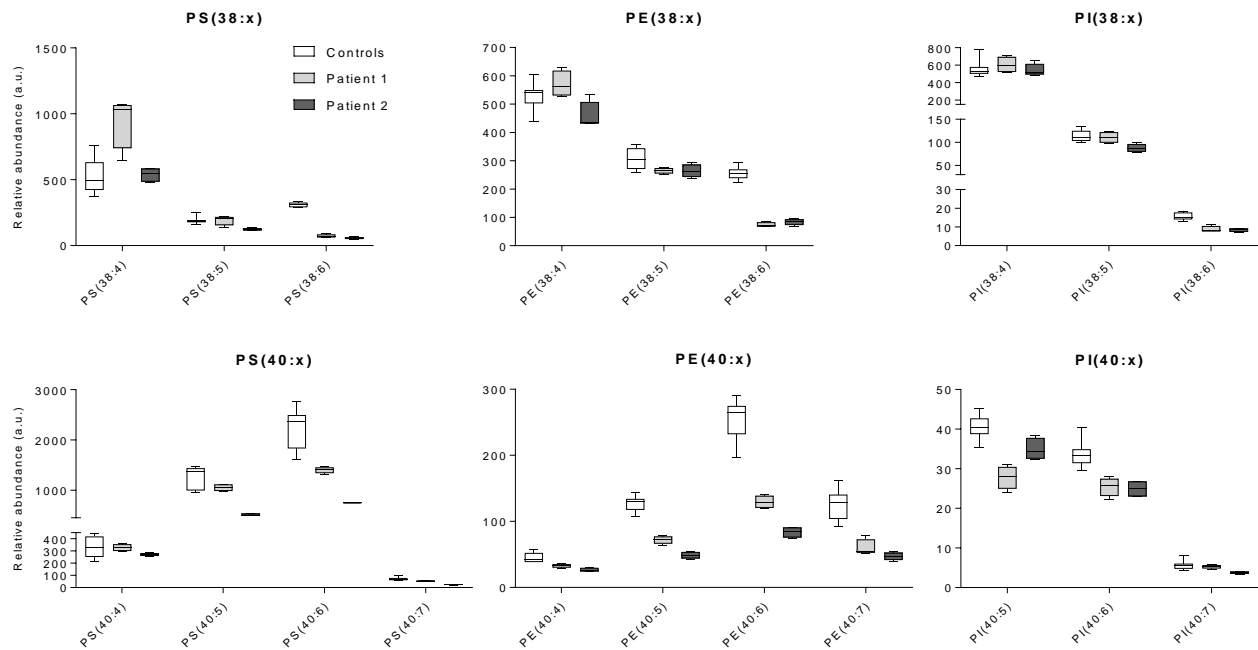 PS(38:x)
Relative abundance (a.u.)
1500
1000
500
0
Controls
Patient 1
Patient 2
PS(38:4)
PS(38:5)
PS(38:6)
PE(38:x)
700
600
500
400
300
200
100
0
PE(38:4)
PE(38:5)
PE(38:6)
PI(38:x)
800
600
400
200
150
100
50
30
20
10
0
PI(38:4)
PI(38:5)
PI(38:6)
PS(40:x)
Relative abundance (a.u.)
3000
2000
1000
400
300
200
100
0
PS(40:4)
PS(40:5)
PS(40:6)
PS(40:7)
PE(40:x)
300
200
100
0
PE(40:4)
PE(40:5)
PE(40:6)
PE(40:7)
PI(40:x)
50
40
30
20
10
0
PI(40:5)
PI(40:6)
PI(40:7)